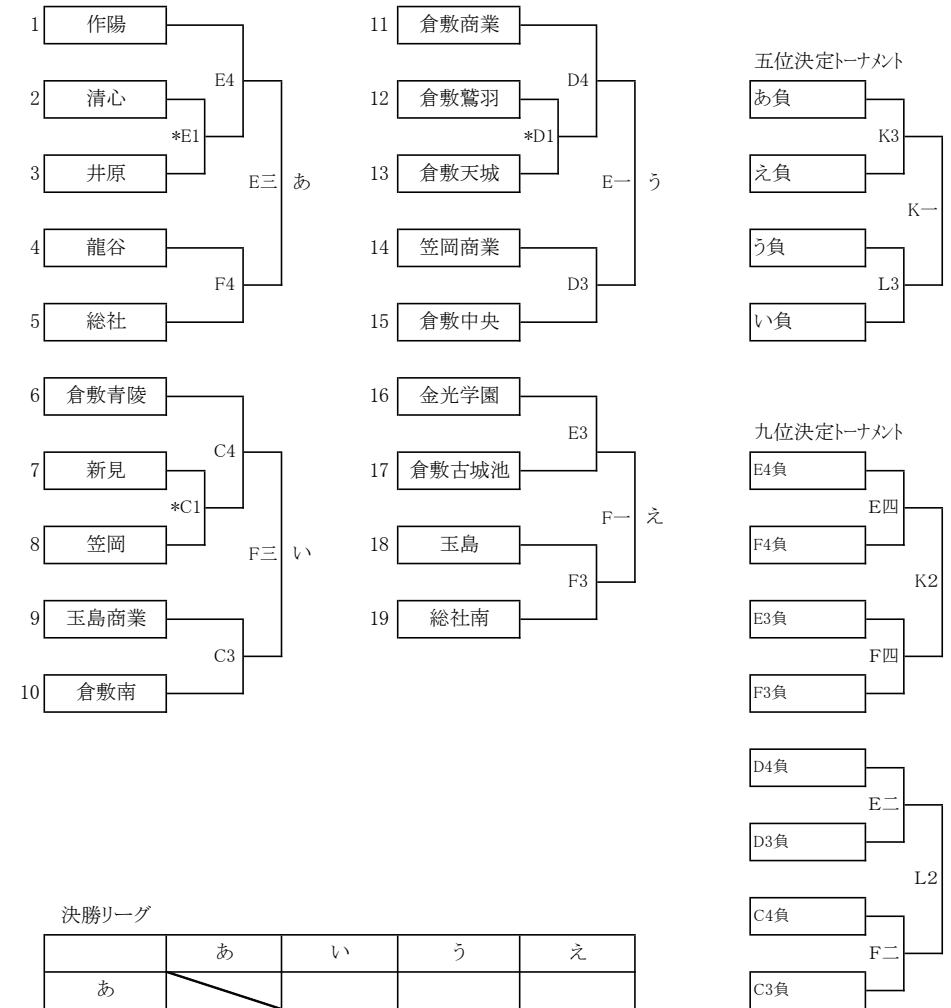 1 作陽
E4
2 清心
*E1
3 井原
E三 あ
4 龍谷
F4
5 総社
6 倉敷青陵
C4
7 新見
*C1
8 笠岡
F三 い
9 玉島商業
C3
10 倉敷南
11 倉敷商業
D4
12 倉敷鷲羽
*D1
13 倉敷天城
E一 う
14 笠岡商業
D3
15 倉敷中央
16 金光学園
E3
17 倉敷古城池
F一 え
18 玉島
F3
19 総社南
五位決定トーナメント
あ負
K3
え負
K一
う負
L3
い負
九位決定トーナメント
E4負
E四
F4負
K2
E3負
F四
F3負
D4負
E二
D3負
L2
C4負
F二
C3負
決勝リーグ
あ い う え
あ